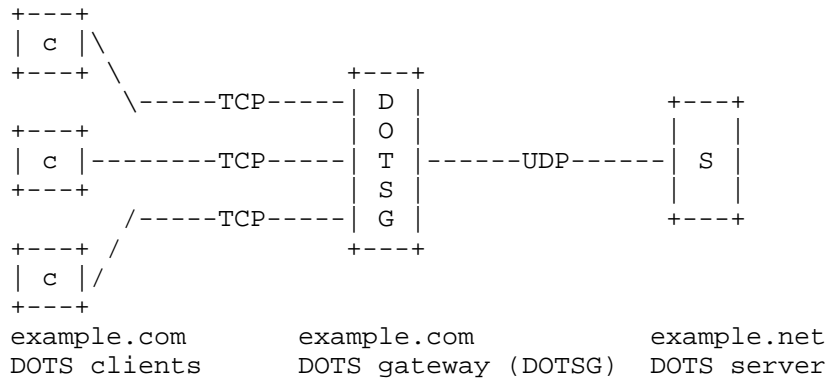 +---+
| c |\
+---+ \ +---+
\-----TCP-----| D | +---+
+---+ | O | | |
| c |--------TCP-----| T |------UDP------| S |
+---+ | S | | |
/-----TCP-----| G | +---+
+---+ / +---+
| c |/
+---+
example.com example.com example.net
DOTS clients DOTS gateway (DOTSG) DOTS server